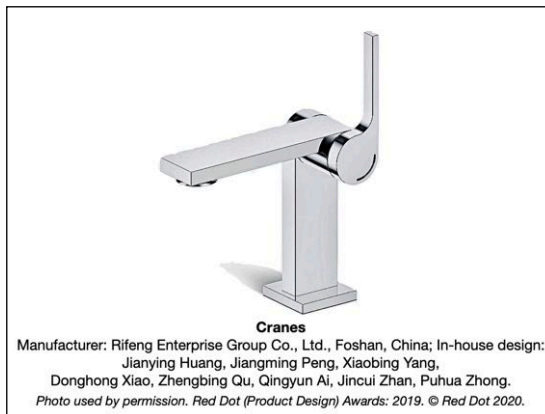 Cranes
Manufacturer: Rifeng Enterprise Group Co., Ltd., Foshan, China; In-house design:
Jianying Huang, Jiangming Peng, Xiaobing Yang,
Donghong Xiao, Zhengbing Qu, Qingyun Ai, Jincui Zhan, Puhua Zhong.
Photo used by permission. Red Dot (Product Design) Awards: 2019. © Red Dot 2020.